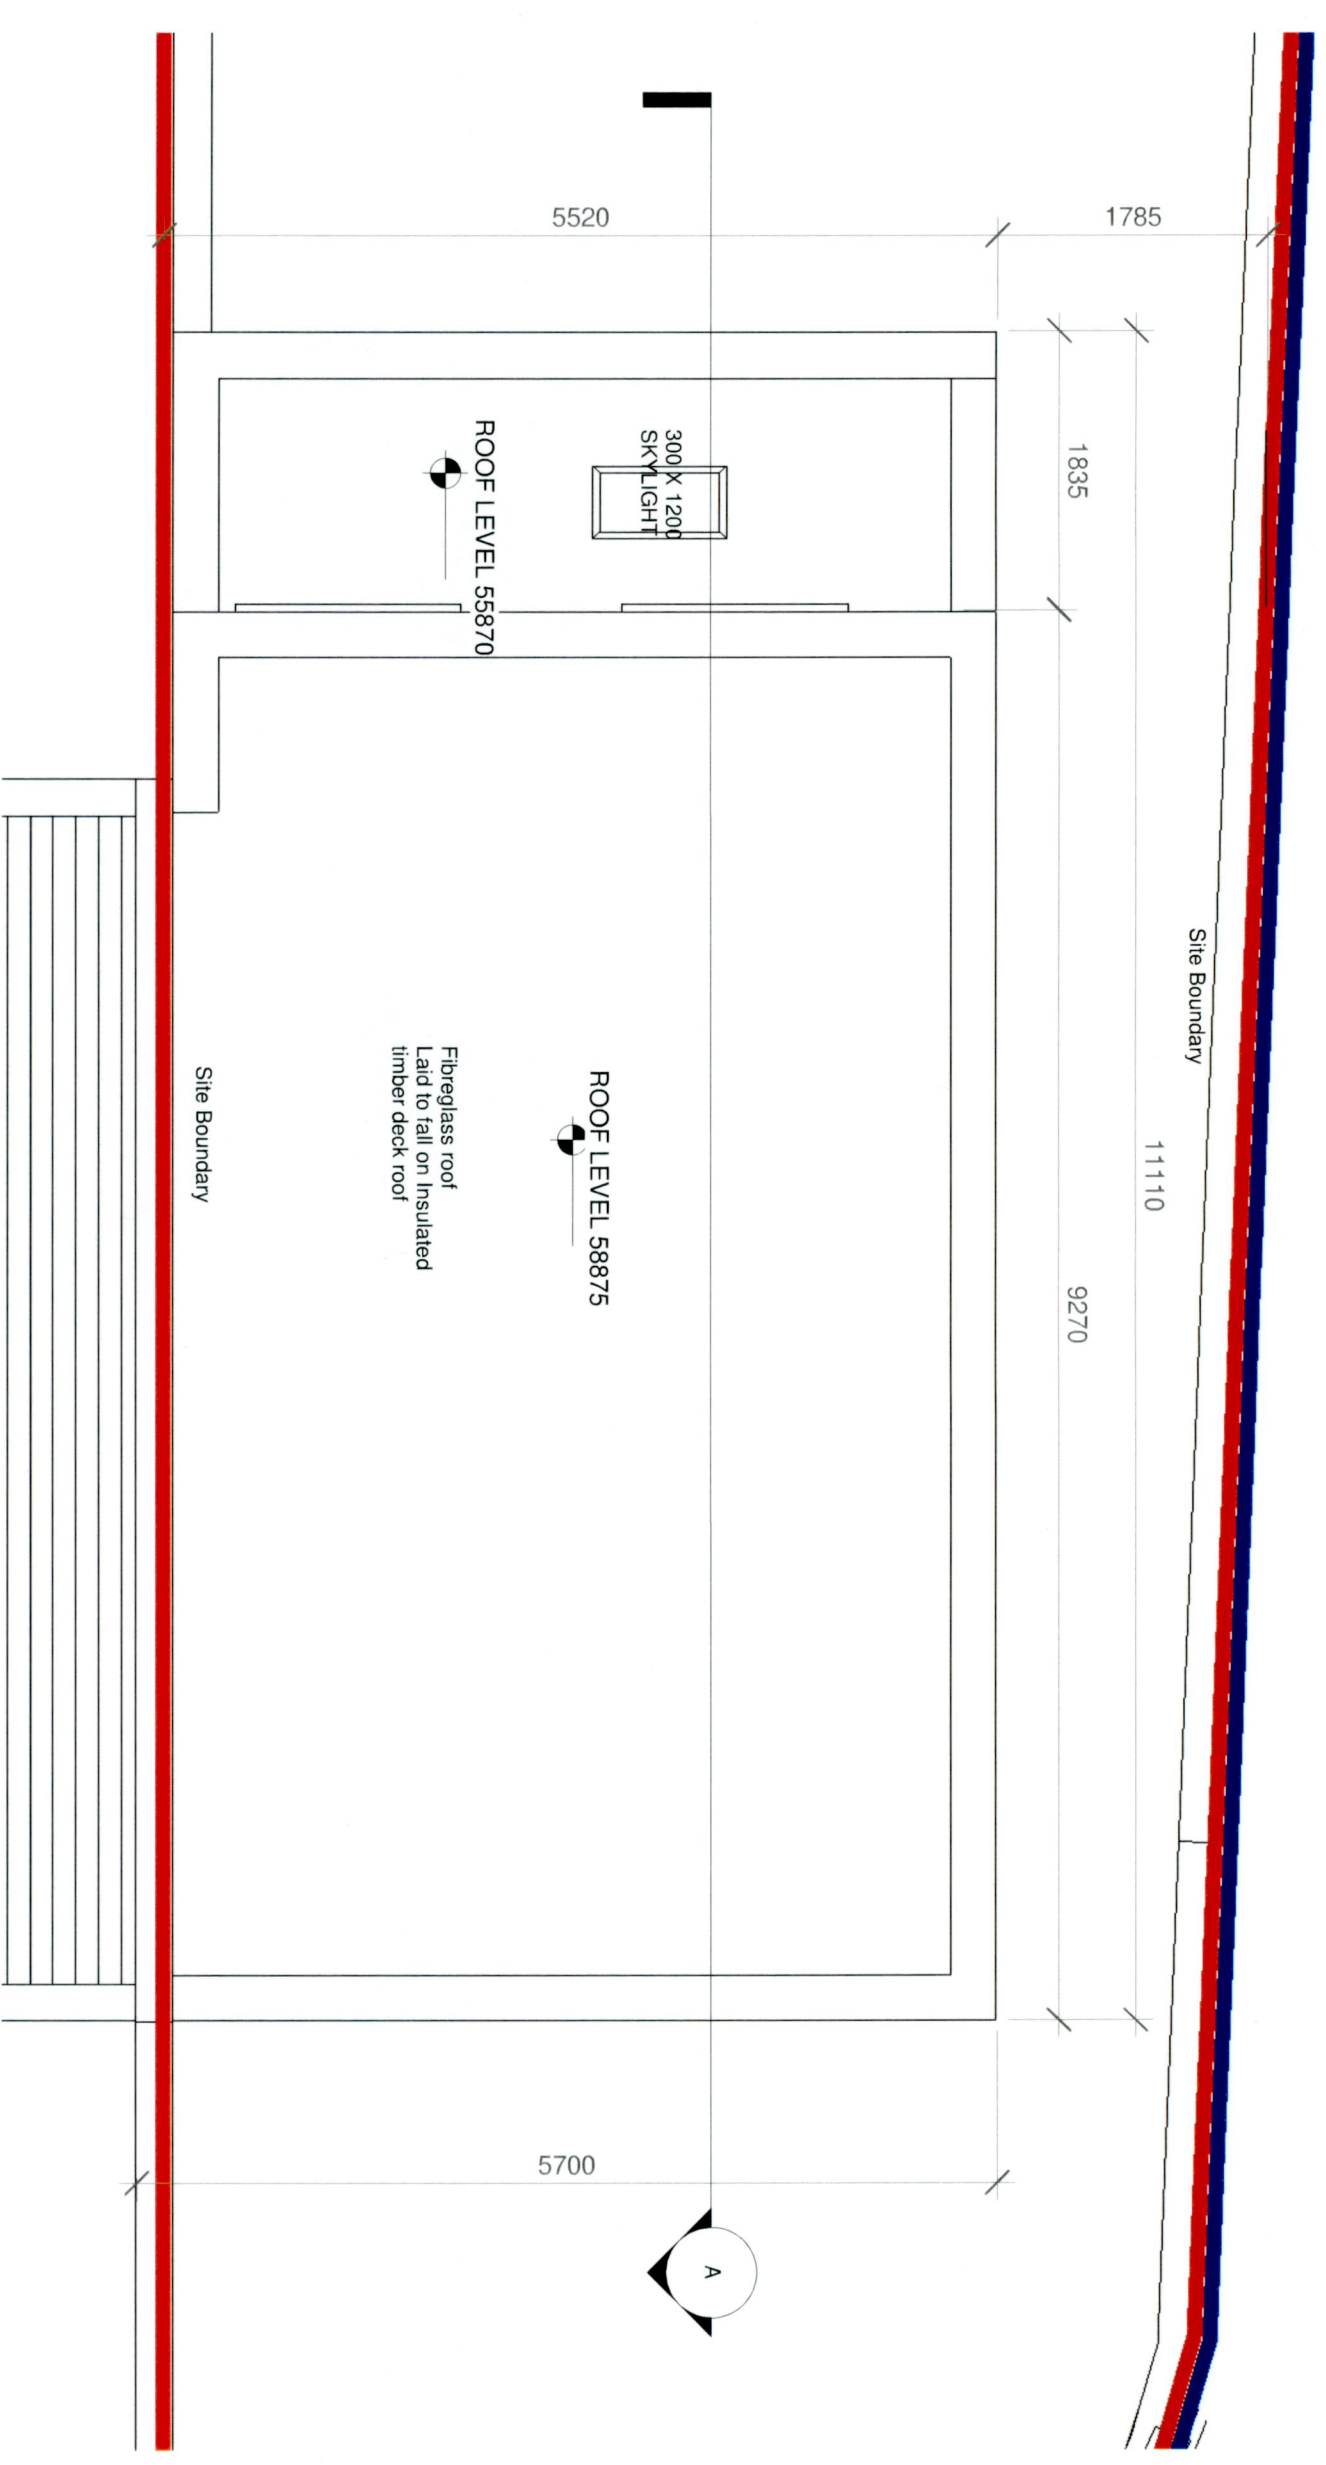 5520
1785
1835
11110
9270
5700
300 X 1200
SKYLIGHT
ROOF LEVEL 55870
Site Boundary
ROOF LEVEL 58875
Fibreglass roof
Laid to fall on Insulated
timber deck roof
Site Boundary
A